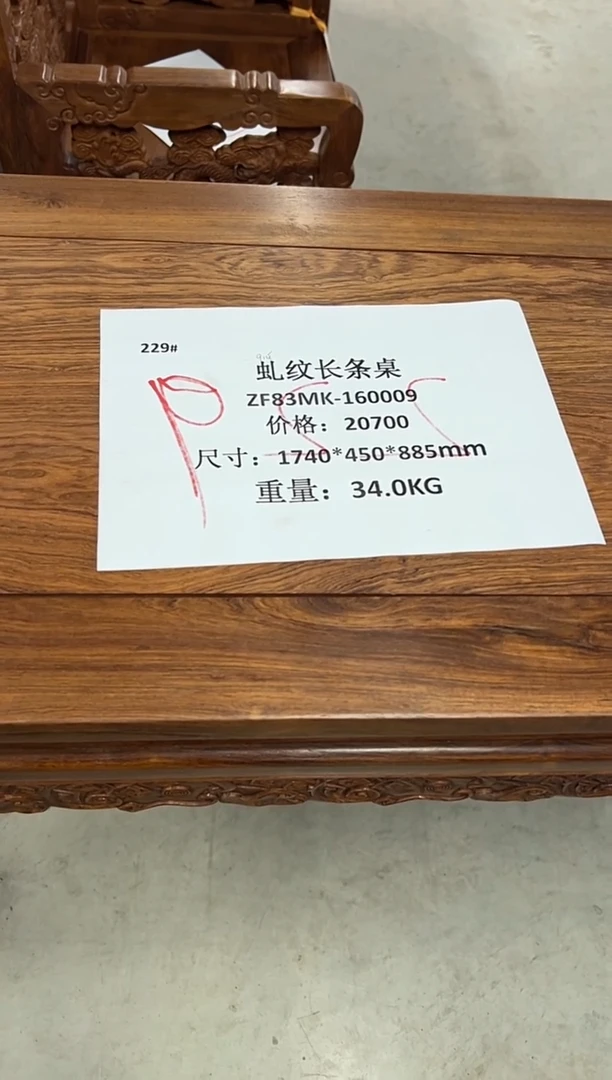 229#
虬纹长条桌
ZF83MK-160009
价格：20700
尺寸：1740*450*885mm
重量：34.0KG